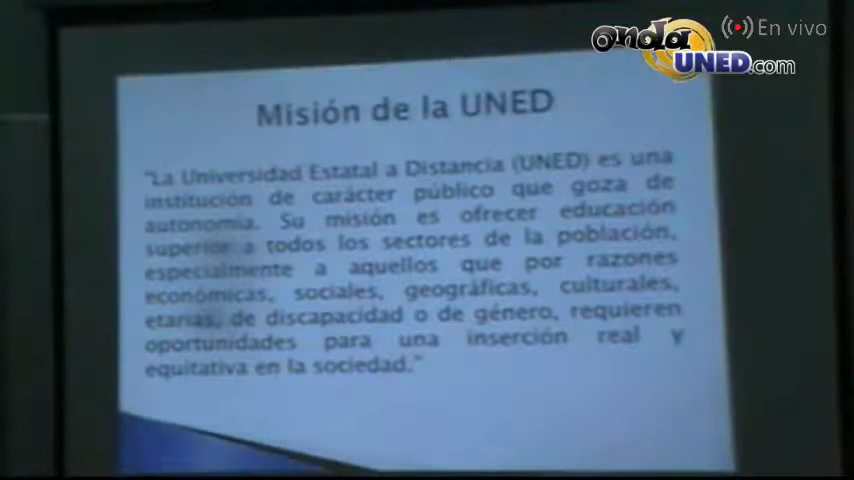 onda
UNED.com
En vivo
Misión de la UNED
"La Universidad Estatal a Distancia (UNED) es una
institución de carácter público que goza de
autonomía. Su misión es ofrecer educación
superior a todos los sectores de la población,
especialmente a aquellos que por razones
económicas, sociales, geográficas, culturales,
etarias, de discapacidad o de género, requieren
oportunidades para una inserción real y
equitativa en la sociedad."